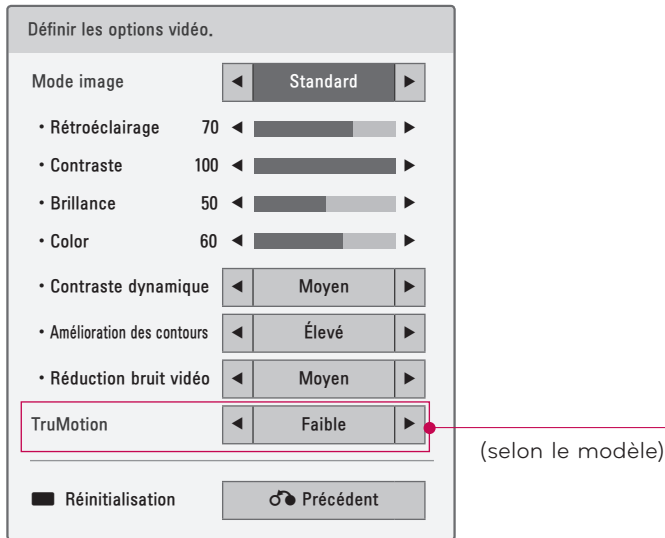 Définir les options vidéo.
Mode image ◄ Standard ►
• Rétroéclairage 70 ◄ ►
• Contraste 100 ◄ ►
• Brillance 50 ◄ ►
• Color 60 ◄ ►
• Contraste dynamique ◄ Moyen ►
• Amélioration des contours ◄ Élevé ►
• Réduction bruit vidéo ◄ Moyen ►
TruMotion ◄ Faible ►
(selon le modèle)
Réinitialisation Précédent